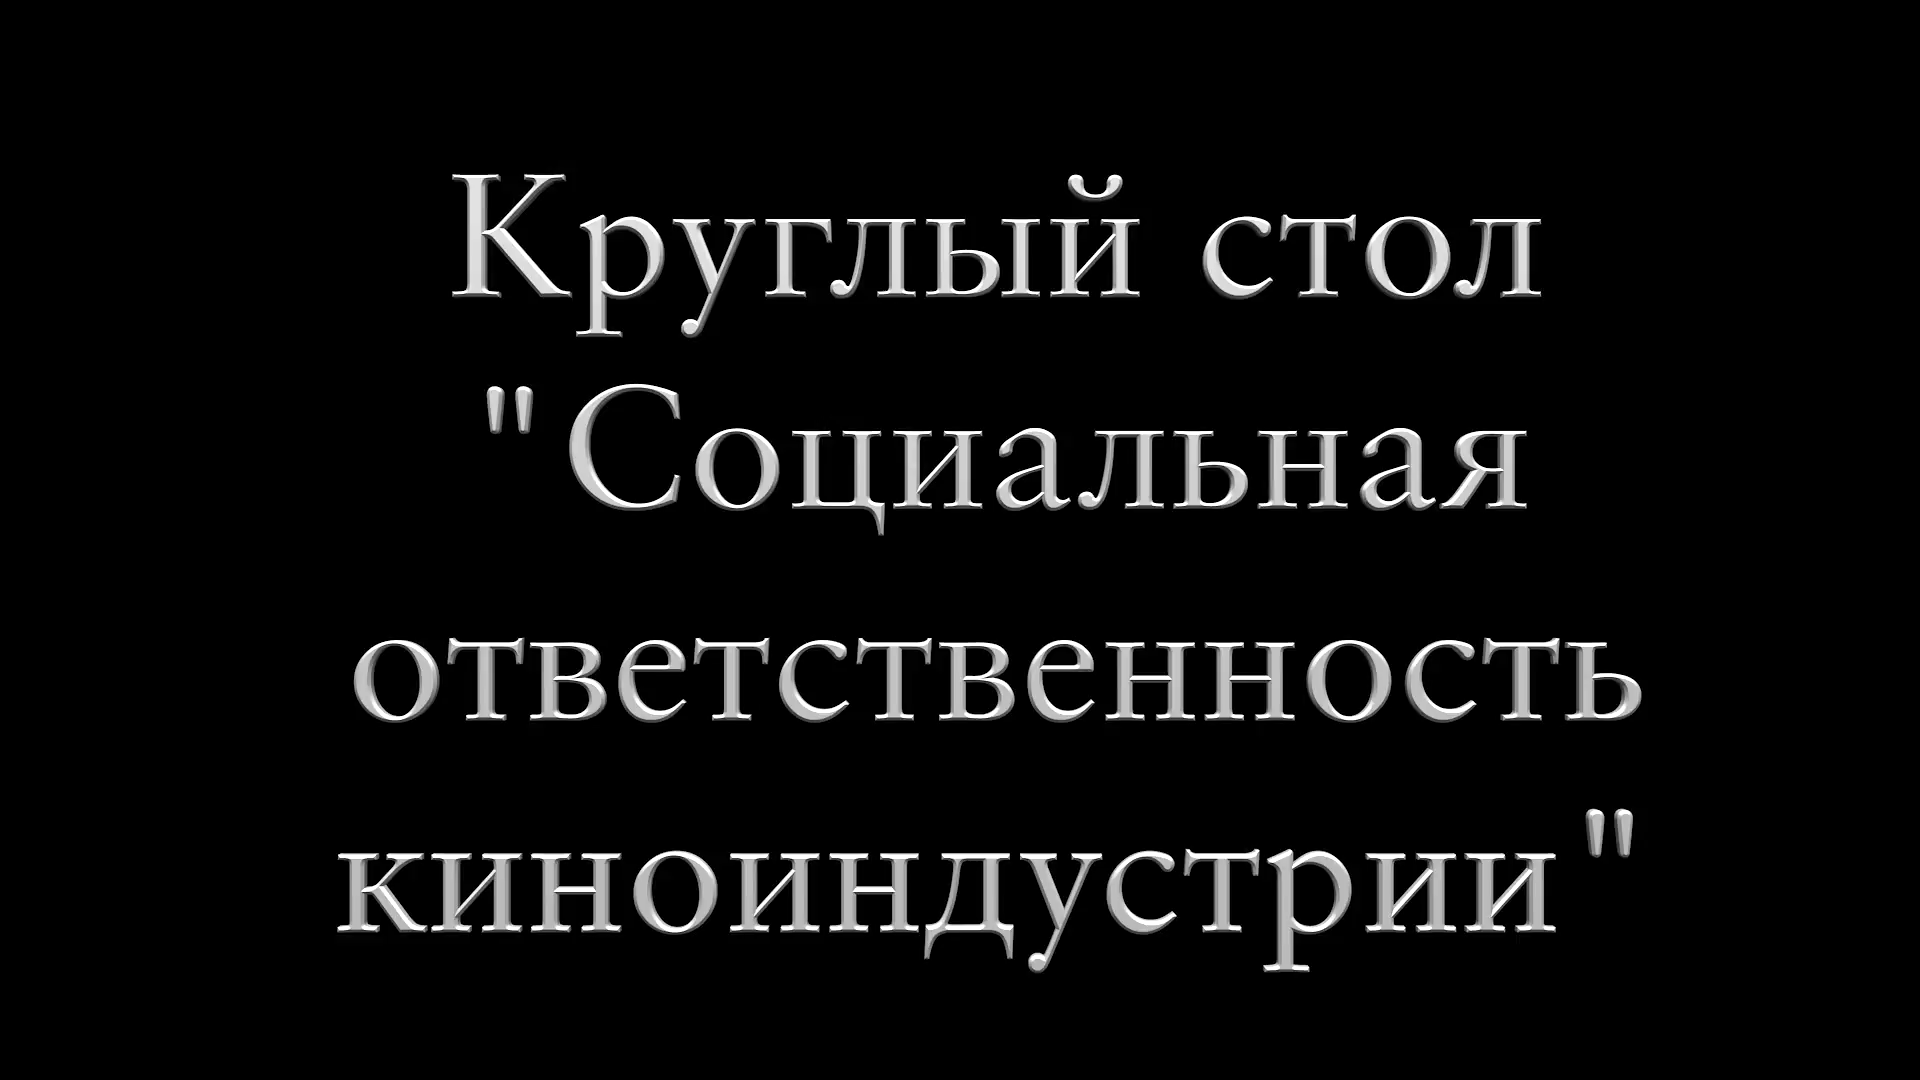 Круглый стол
"Социальная
ответственность
киноиндустрии"